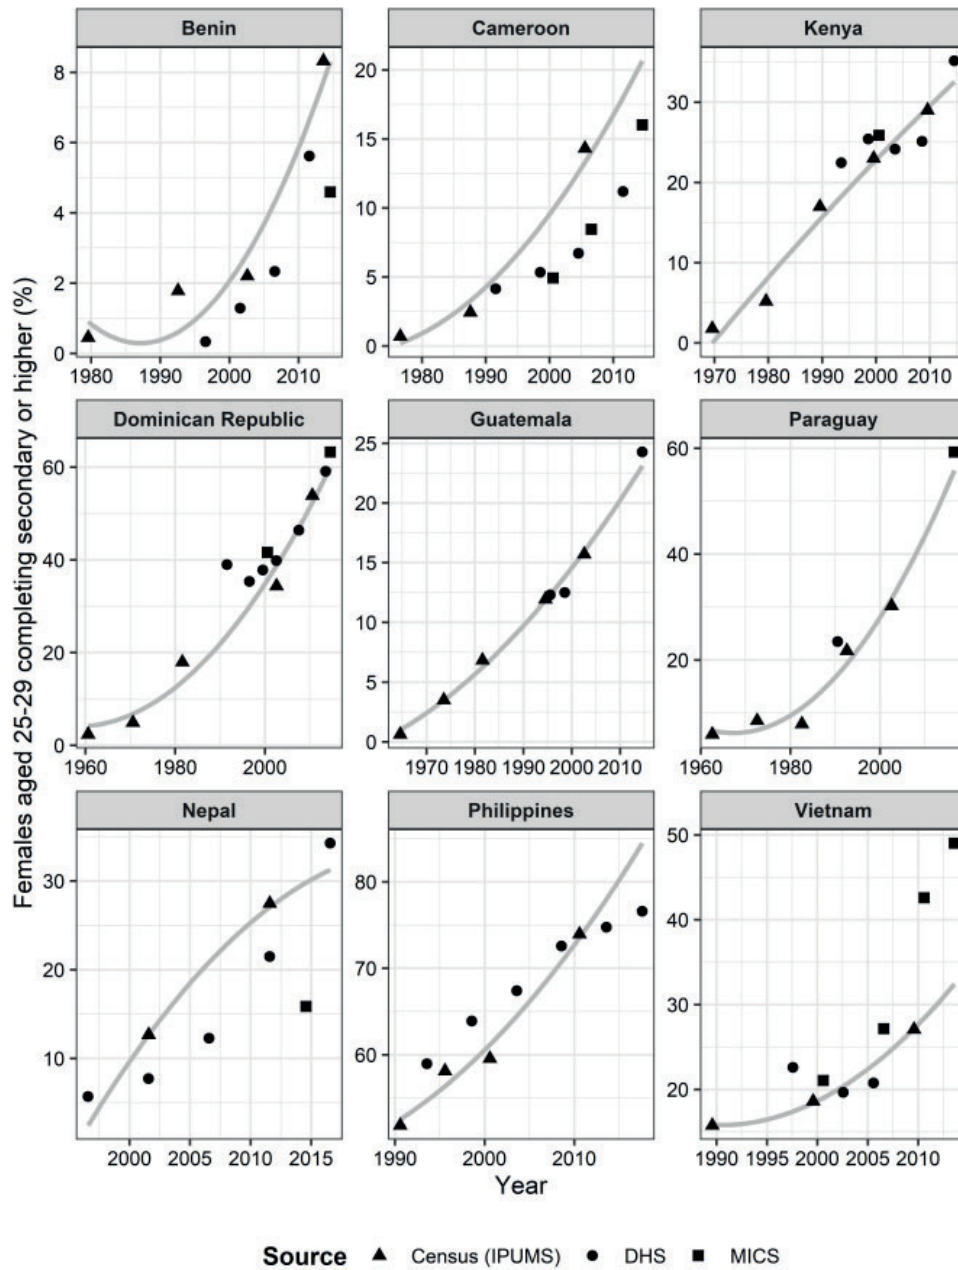 Females aged 25-29 completing secondary or higher (%)
Benin
8
6
4
2
0
1980 1990 2000 2010
Cameroon
20
15
10
5
0
1980 1990 2000 2010
Kenya
30
20
10
0
1970 1980 1990 2000 2010
Dominican Republic
60
40
20
0
1960 1980 2000
Guatemala
25
20
15
10
5
0
1970 1980 1990 2000 2010
Paraguay
60
40
20
1960 1980 2000
Nepal
30
20
10
2000 2005 2010 2015
Philippines
80
70
60
1990 2000 2010
Vietnam
50
40
30
20
1990 1995 2000 2005 2010
Year
Source Census (IPUMS) DHS MICS